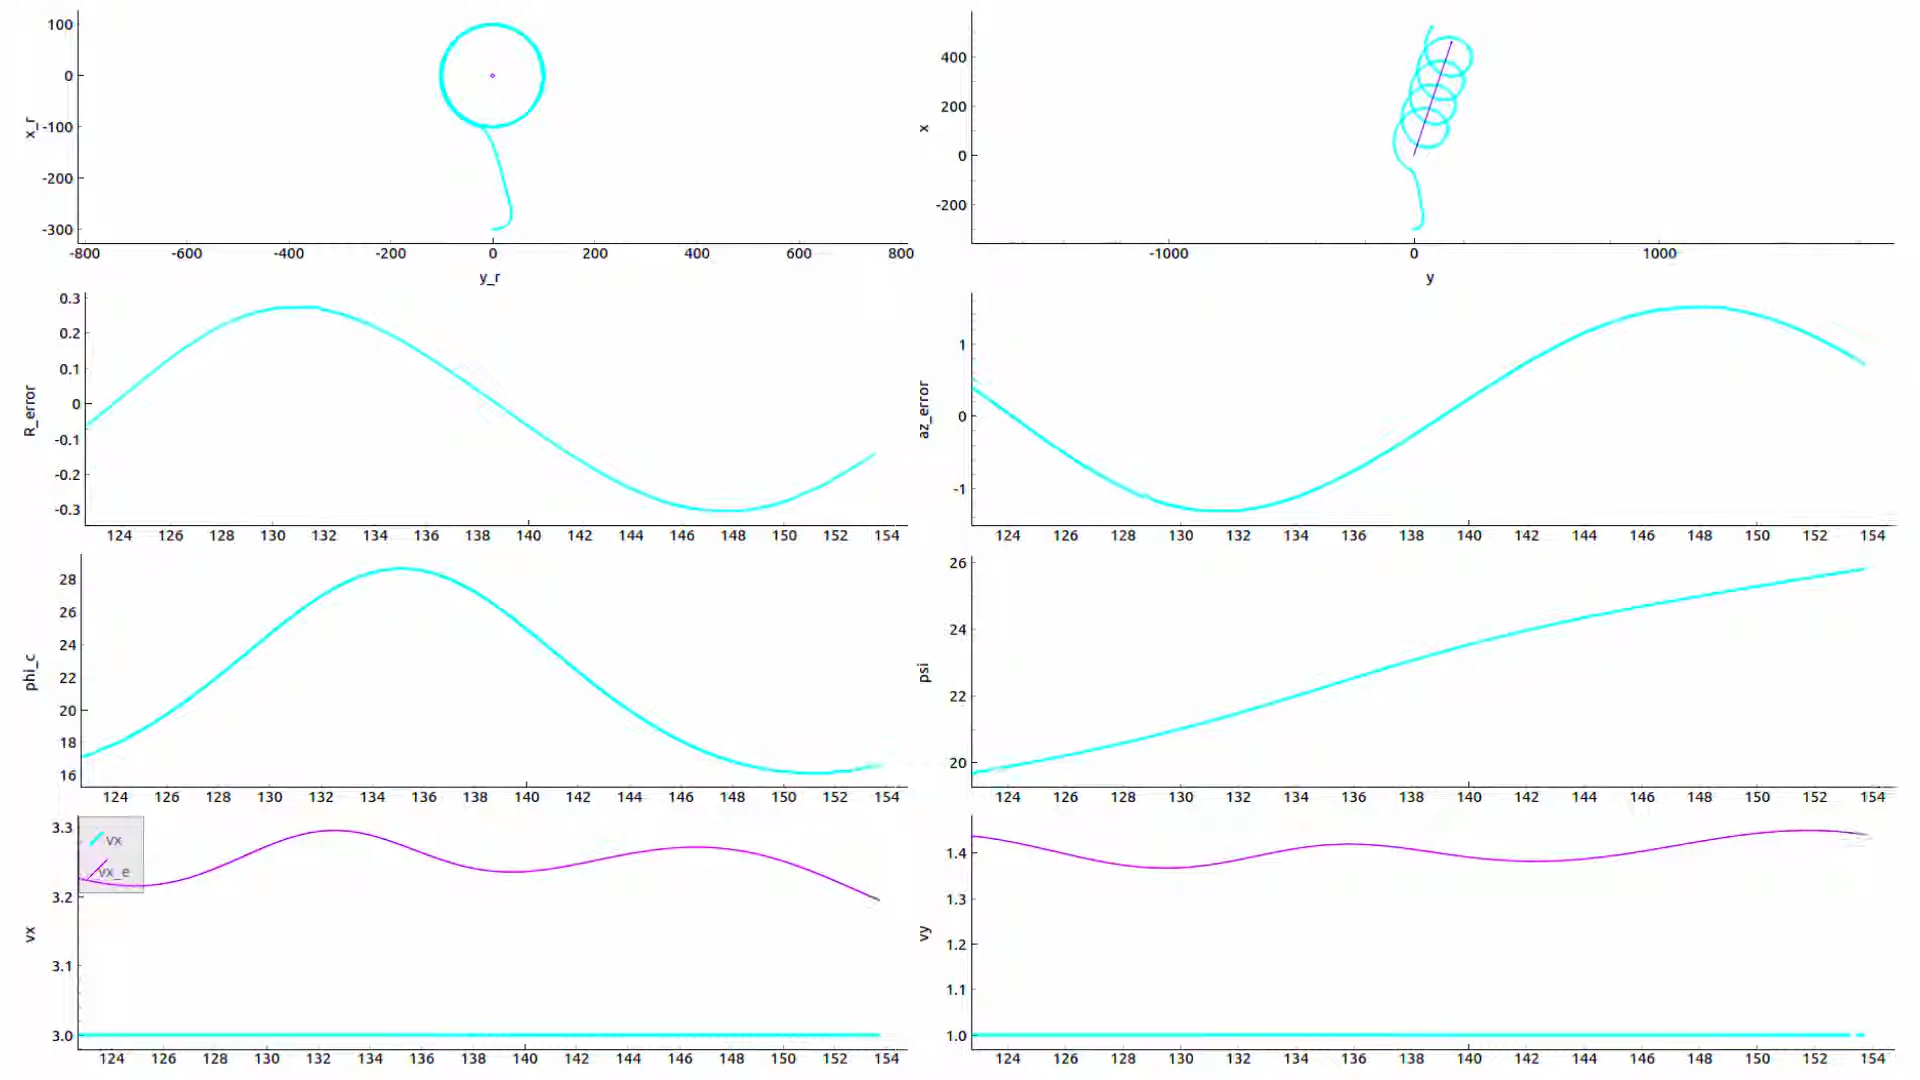 100
0
-100
-200
-300
x_r
-800 -600 -400 -200 0 200 400 600 800
y_r
400
200
0
-200
x
-1000 0 1000
y
0.3
0.2
0.1
0
-0.1
-0.2
-0.3
R_error
124 126 128 130 132 134 136 138 140 142 144 146 148 150 152 154
1
0
-1
az_error
124 126 128 130 132 134 136 138 140 142 144 146 148 150 152 154
28
26
24
22
20
18
16
phi_c
124 126 128 130 132 134 136 138 140 142 144 146 148 150 152 154
26
24
22
20
psi
124 126 128 130 132 134 136 138 140 142 144 146 148 150 152 154
3.3
3.2
3.1
3.0
vx
vx
vx_e
124 126 128 130 132 134 136 138 140 142 144 146 148 150 152 154
1.4
1.3
1.2
1.1
1.0
vy
124 126 128 130 132 134 136 138 140 142 144 146 148 150 152 154